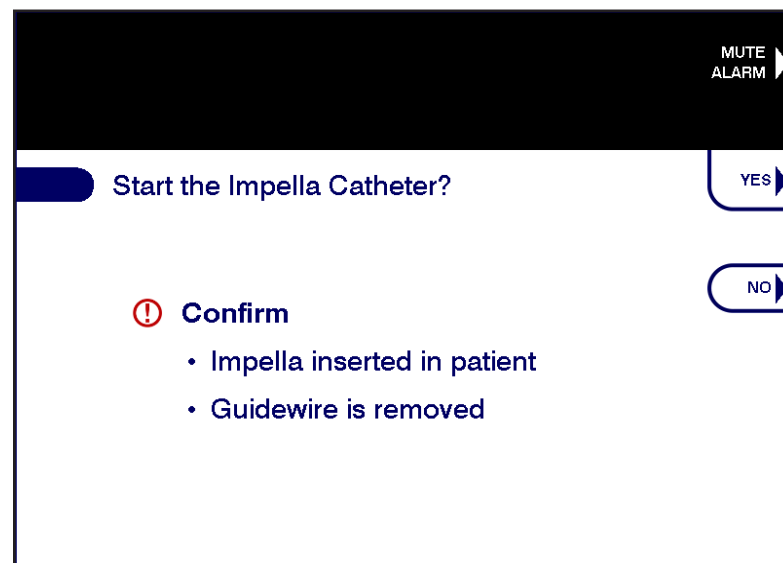 MUTE
ALARM
Start the Impella Catheter?
YES
NO
Confirm
• Impella inserted in patient
• Guidewire is removed